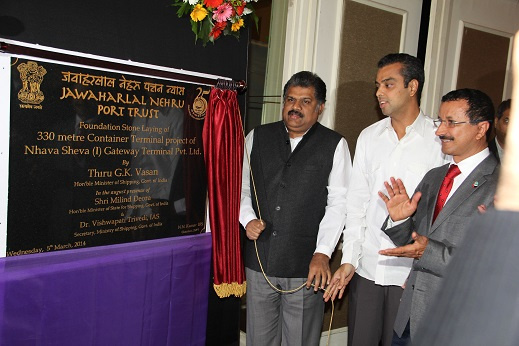 जवाहरलाल नेहरू पत्तन न्यास
JAWAHARLAL NEHRU
PORT TRUST
25
Foundation Stone Laying of
330 metre Container Terminal project of
Nhava Sheva (I) Gateway Terminal Pvt. Ltd.
By
Thiru G.K. Vasan
Hon'ble Minister of Shipping, Govt. of India
In the august presence of
Shri Milind Deora
Hon'ble Minister of State for Shipping, Govt. of India
&
Dr. Vishwapati Trivedi, IAS
Secretary, Ministry of Shipping, Govt. of India
Wednesday, 5th March, 2014